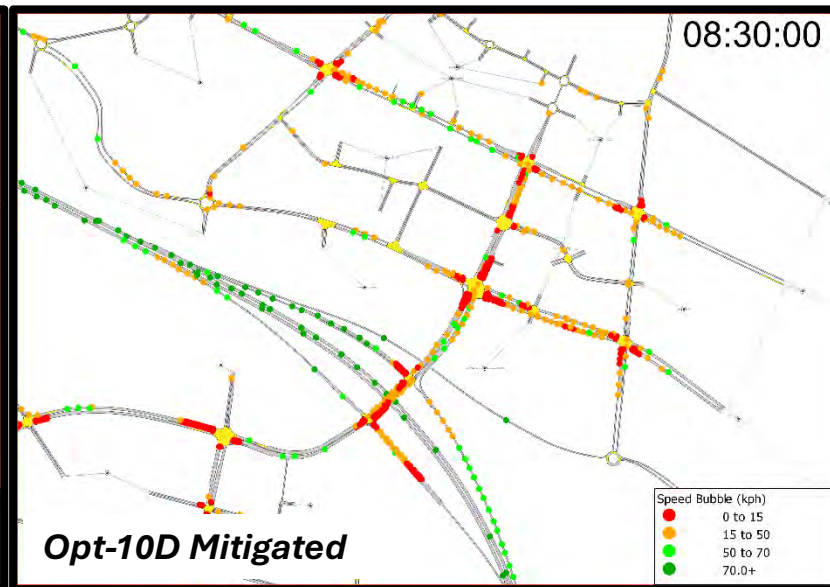 08:30:00
Speed Bubble (kph)
0 to 15
15 to 50
50 to 70
70.0+
Opt-10D Mitigated